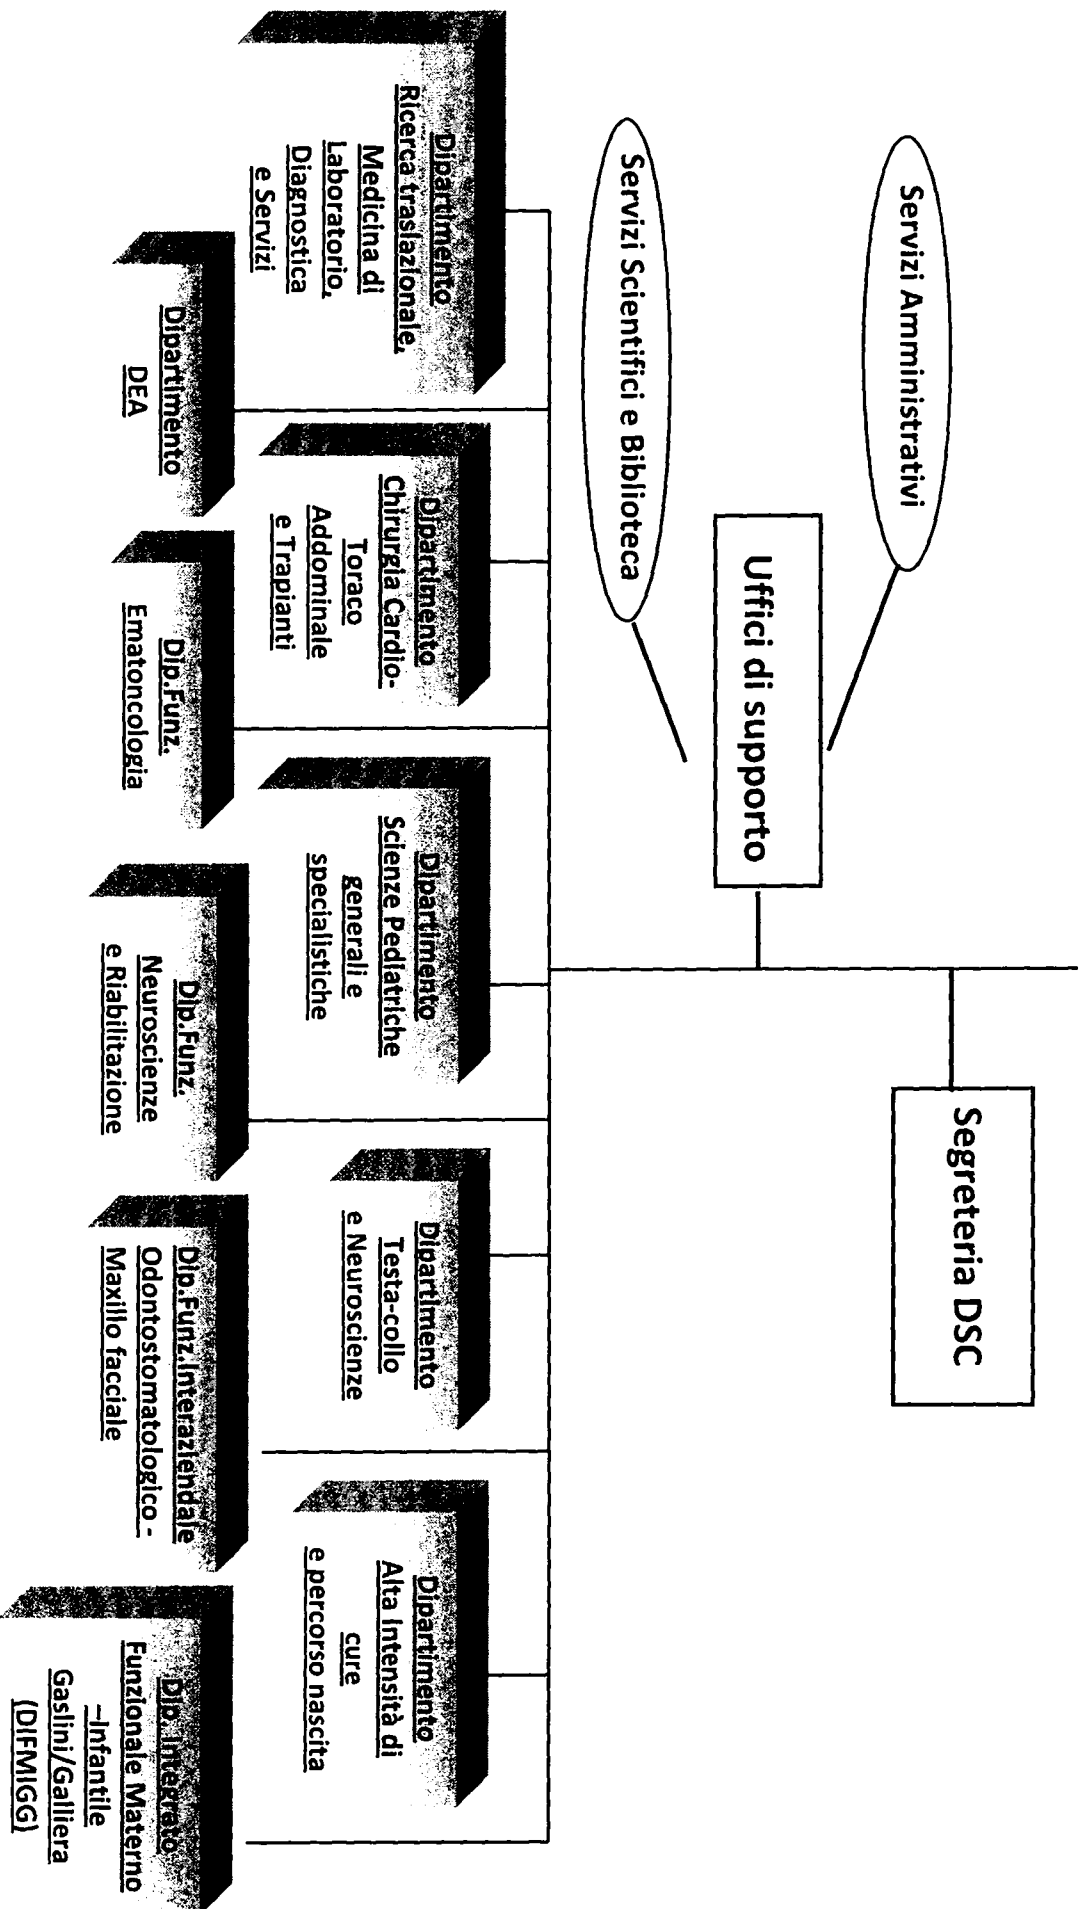 Segreteria DSC
Servizi Amministrativi
Uffici di supporto
Servizi Scientifici e Biblioteca
Dipartimento
Ricerca traslazionale,
Medicina di
Laboratorio,
Diagnostica
e Servizi
Dipartimento
Chirurgia Cardio-
Toraco
Addominale
e Trapianti
Dipartimento
Scienze Pediatriche
generali e
specialistiche
Dipartimento
Testa-collo
e Neuroscienze
Dipartimento
Alta Intensità di
cure
e percorso nascita
Dipartimento
DEA
Dip.Funz.
Ematoncologia
Dip.Funz.
Neuroscienze
e Riabilitazione
Dip.Funz.Interaziendale
Odontostomatologico-
Maxillo facciale
Dip. Integrato
Funzionale Materno
–Infantile
Gaslini/Galliera
(DIFMIGG)